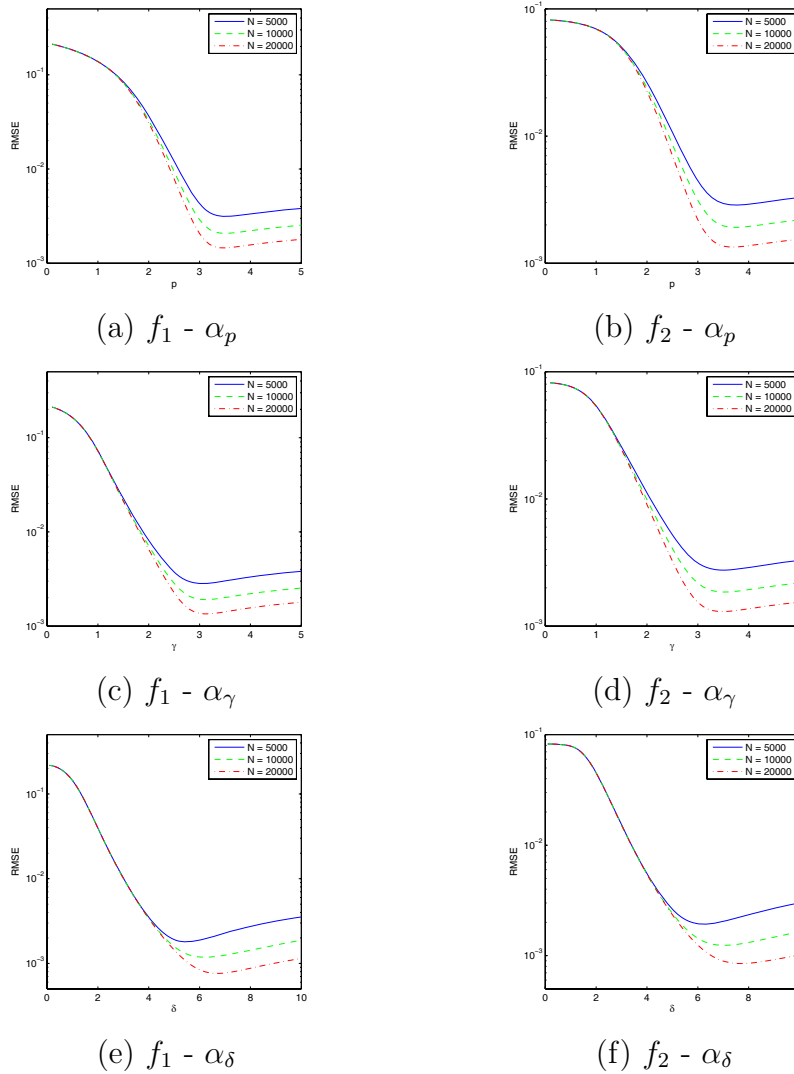 10⁻¹
10⁻²
10⁻³
RMSE
N = 5000
N = 10000
N = 20000
0 1 2 3 4 5
p
(a) f₁ - αₚ
10⁻¹
10⁻²
10⁻³
RMSE
N = 5000
N = 10000
N = 20000
0 1 2 3 4
p
(b) f₂ - αₚ
10⁻¹
10⁻²
10⁻³
RMSE
N = 5000
N = 10000
N = 20000
0 1 2 3 4 5
γ
(c) f₁ - α_γ
10⁻¹
10⁻²
10⁻³
RMSE
N = 5000
N = 10000
N = 20000
0 1 2 3 4
γ
(d) f₂ - α_γ
10⁻¹
10⁻²
10⁻³
RMSE
N = 5000
N = 10000
N = 20000
0 2 4 6 8 10
δ
(e) f₁ - α_δ
10⁻¹
10⁻²
10⁻³
RMSE
N = 5000
N = 10000
N = 20000
0 2 4 6 8
δ
(f) f₂ - α_δ